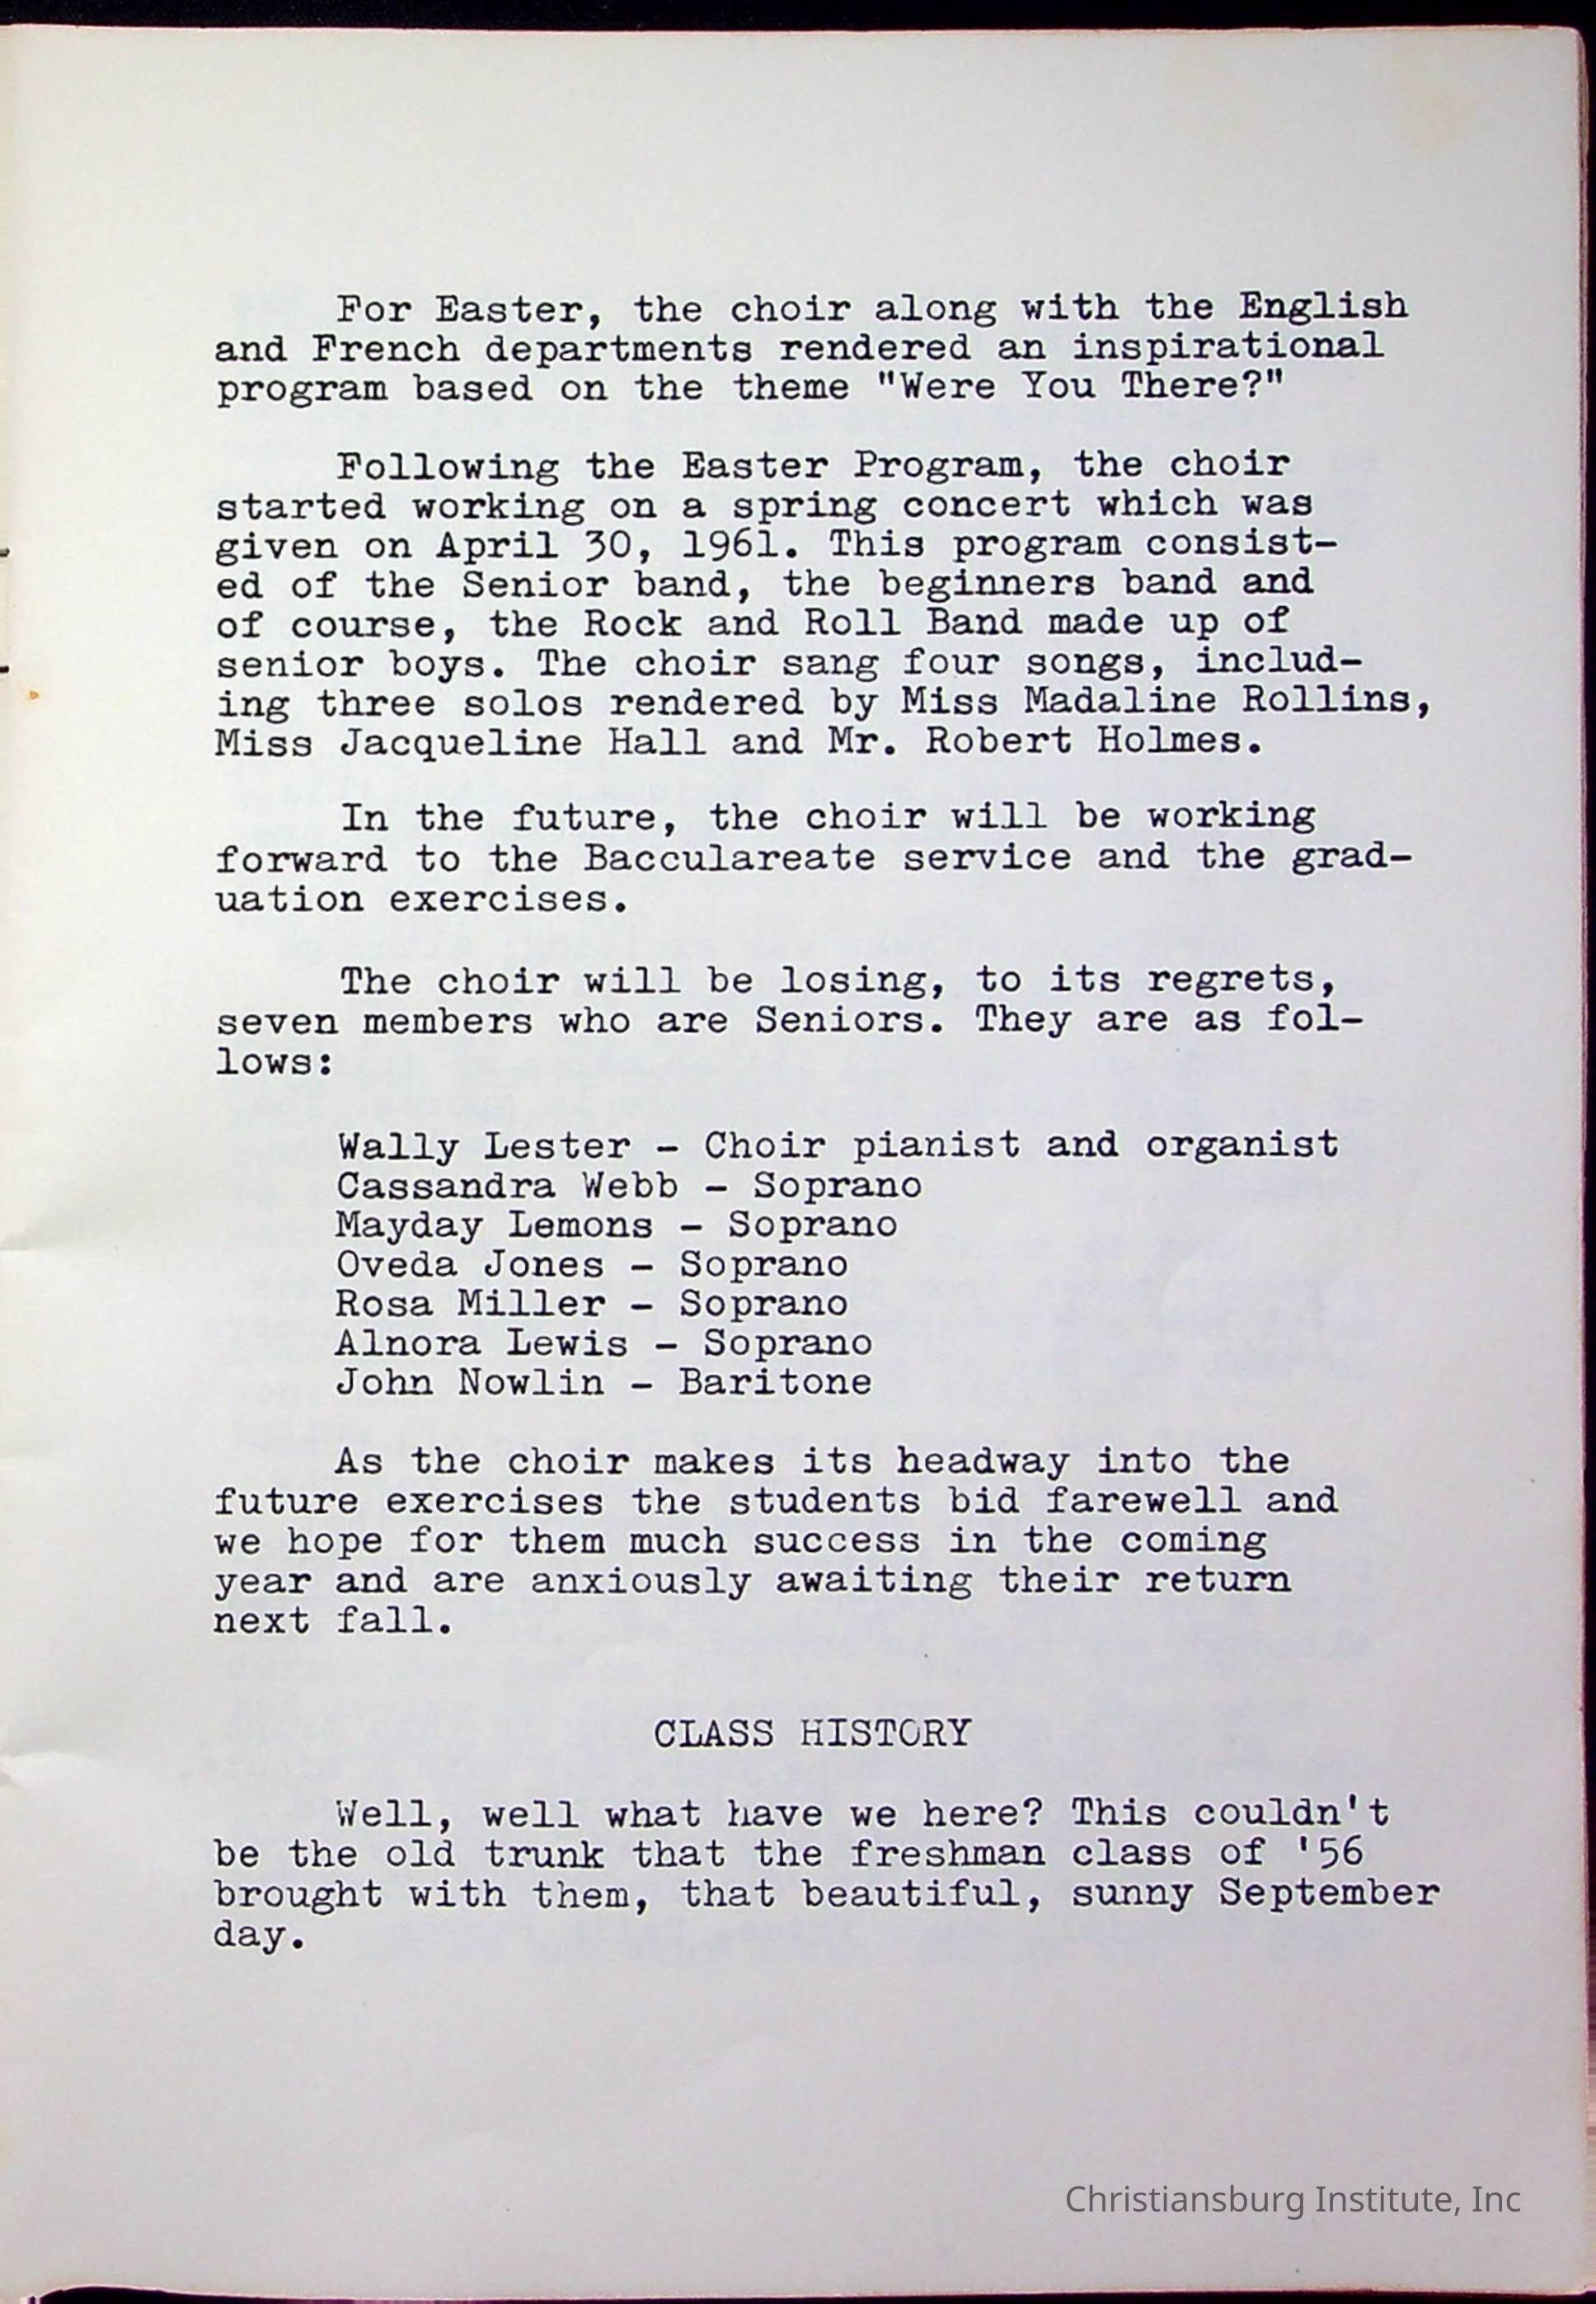 For Easter, the choir along with the English
and French departments rendered an inspirational
program based on the theme "Were You There?"
Following the Easter Program, the choir
started working on a spring concert which was
given on April 30, 1961. This program consist-
ed of the Senior band, the beginners band and
of course, the Rock and Roll Band made up of
senior boys. The choir sang four songs, includ-
ing three solos rendered by Miss Madaline Rollins,
Miss Jacqueline Hall and Mr. Robert Holmes.
In the future, the choir will be working
forward to the Bacculareate service and the grad-
uation exercises.
The choir will be losing, to its regrets,
seven members who are Seniors. They are as fol-
lows:
Wally Lester - Choir pianist and organist
Cassandra Webb - Soprano
Mayday Lemons - Soprano
Oveda Jones - Soprano
Rosa Miller - Soprano
Alnora Lewis - Soprano
John Nowlin - Baritone
As the choir makes its headway into the
future exercises the students bid farewell and
we hope for them much success in the coming
year and are anxiously awaiting their return
next fall.
CLASS HISTORY
Well, well what have we here? This couldn't
be the old trunk that the freshman class of '56
brought with them, that beautiful, sunny September
day.
Christiansburg Institute, Inc